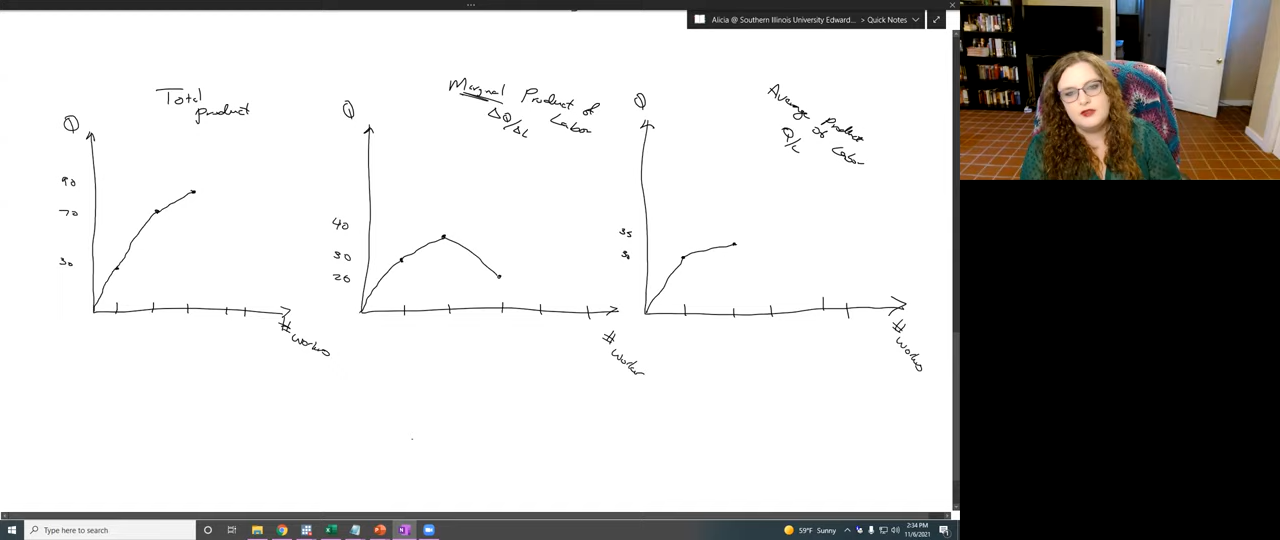 Alicia @ Southern Illinois University Edward... > Quick Notes
Total
product
Q
90
70
30
# workers
Marginal Product of
Labor
ΔQ/ΔL
Q
40
30
20
# worker
Average Product
of Labor
Q/L
Q
35
30
# workers
Type here to search
59°F Sunny
2:34 PM
11/6/2021